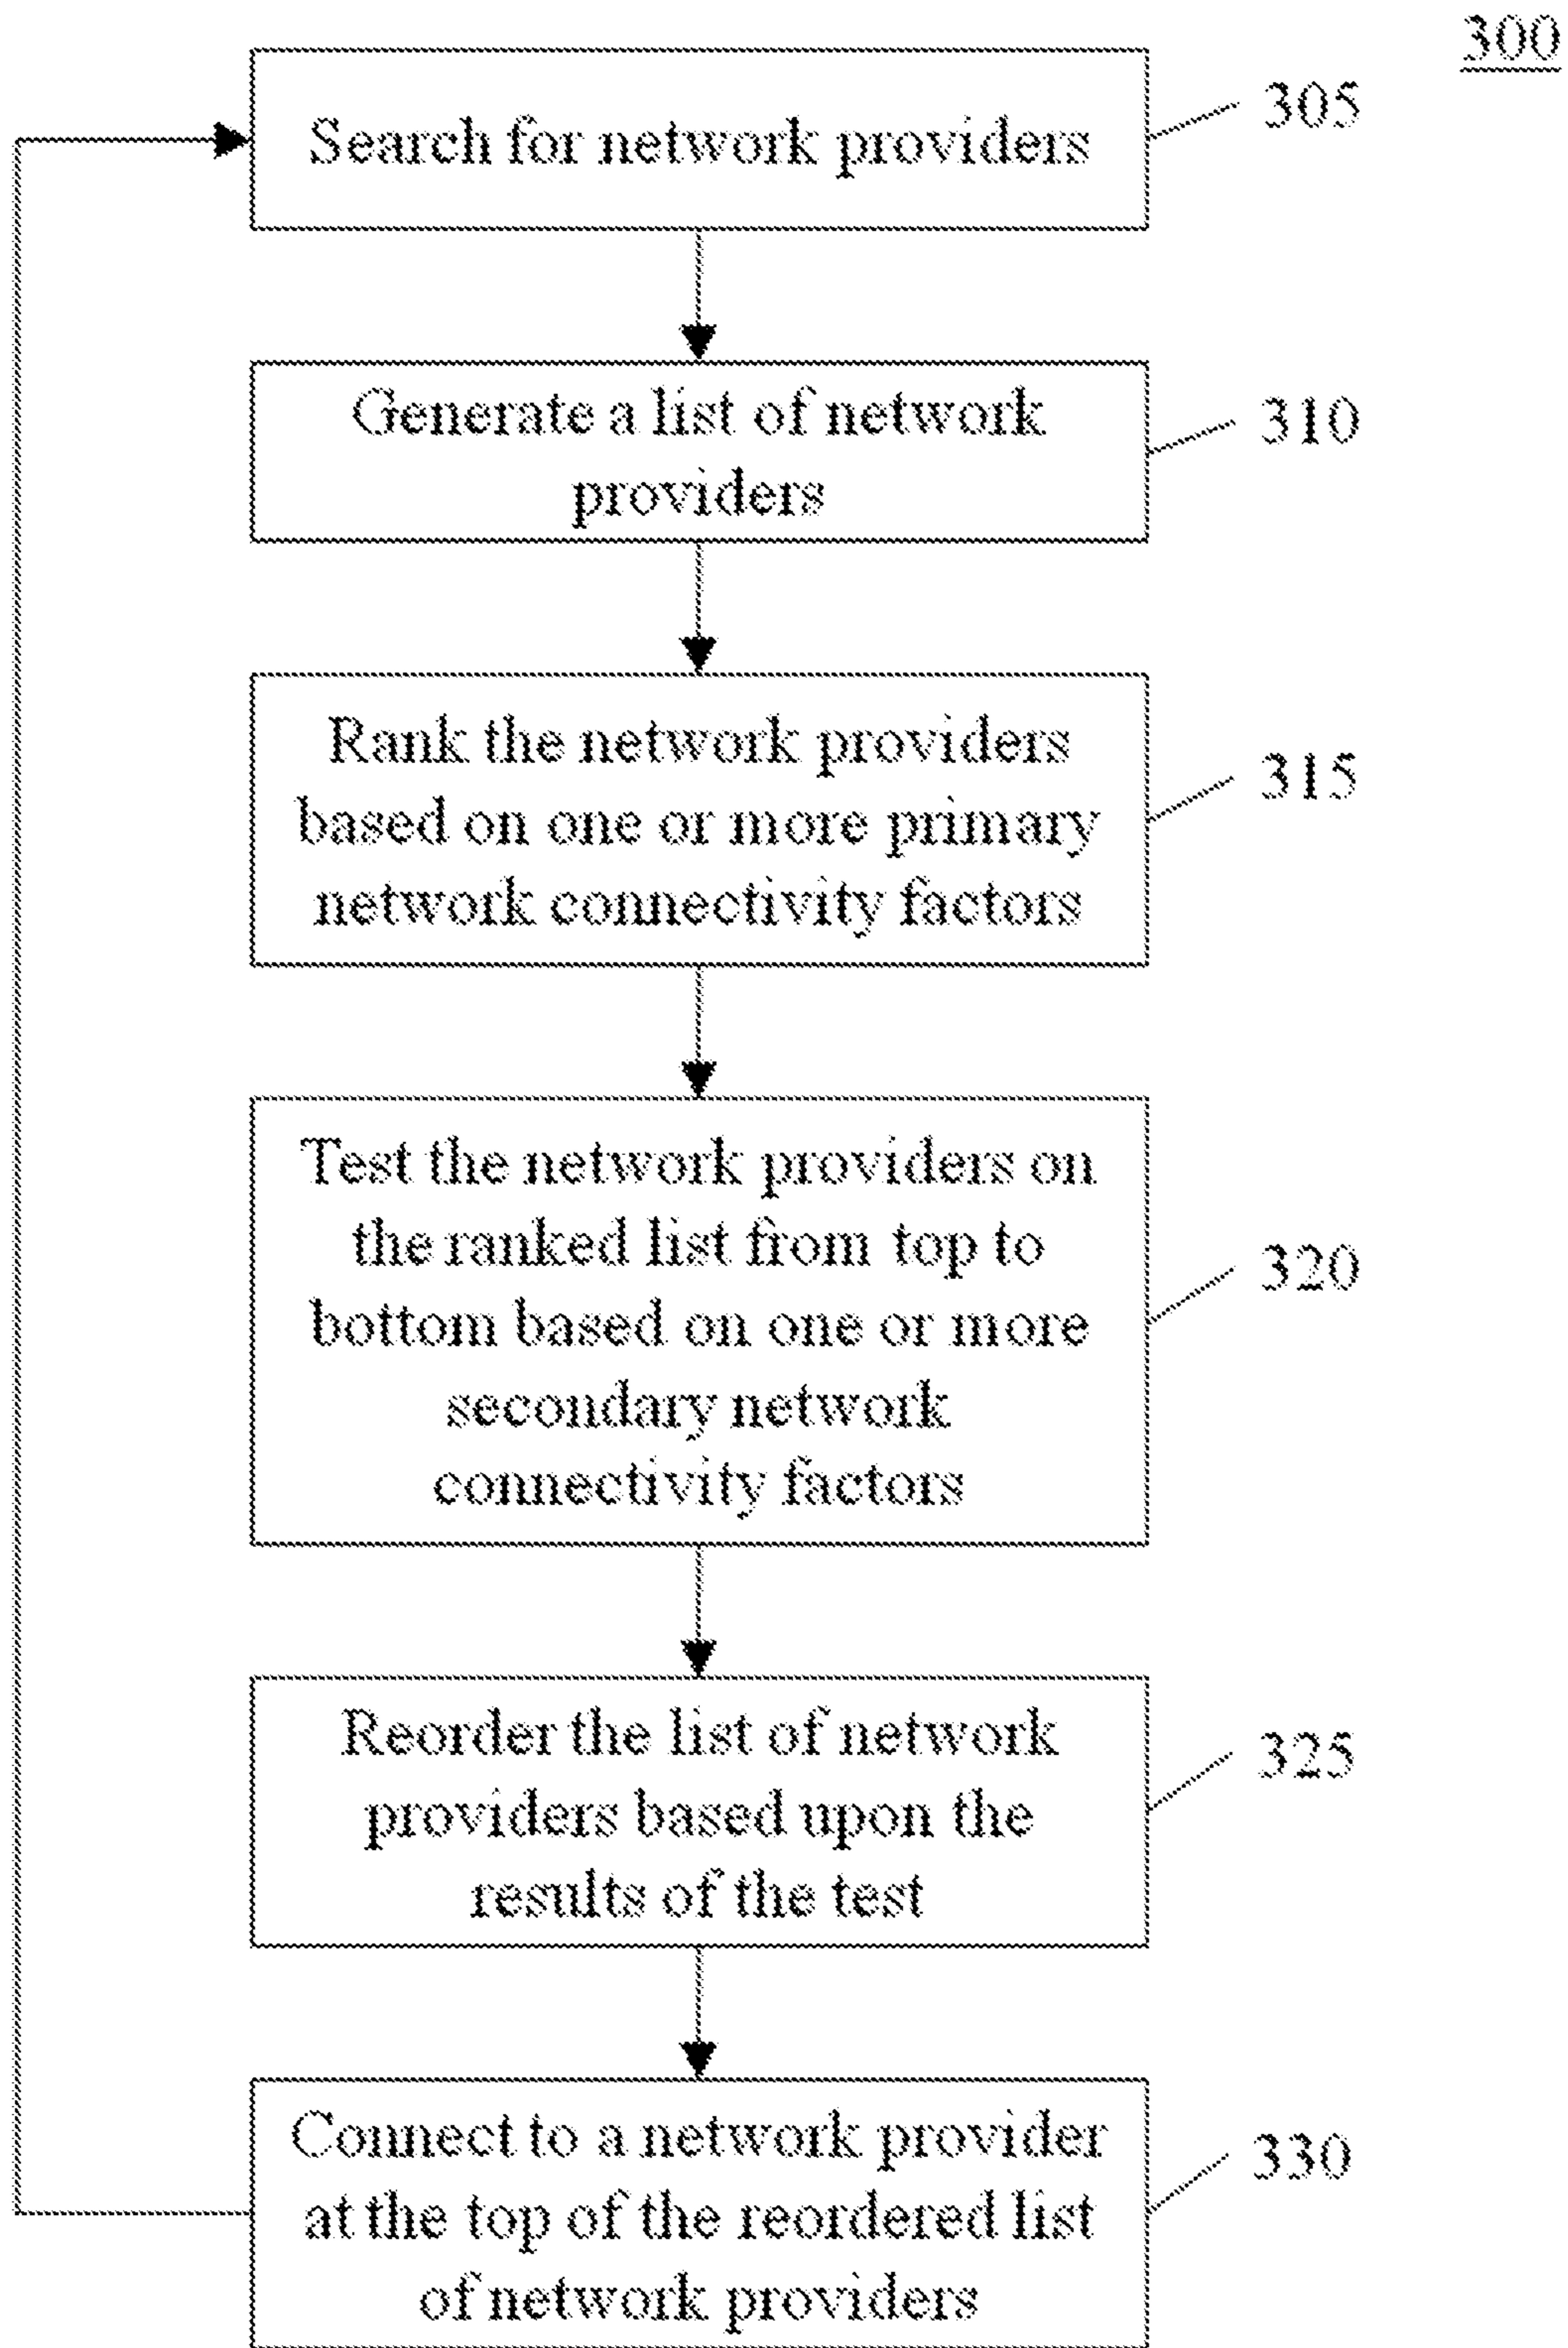 300
Search for network providers
305
Generate a list of network
providers
310
Rank the network providers
based on one or more primary
network connectivity factors
315
Test the network providers on
the ranked list from top to
bottom based on one or more
secondary network
connectivity factors
320
Reorder the list of network
providers based upon the
results of the test
325
Connect to a network provider
at the top of the reordered list
of network providers
330